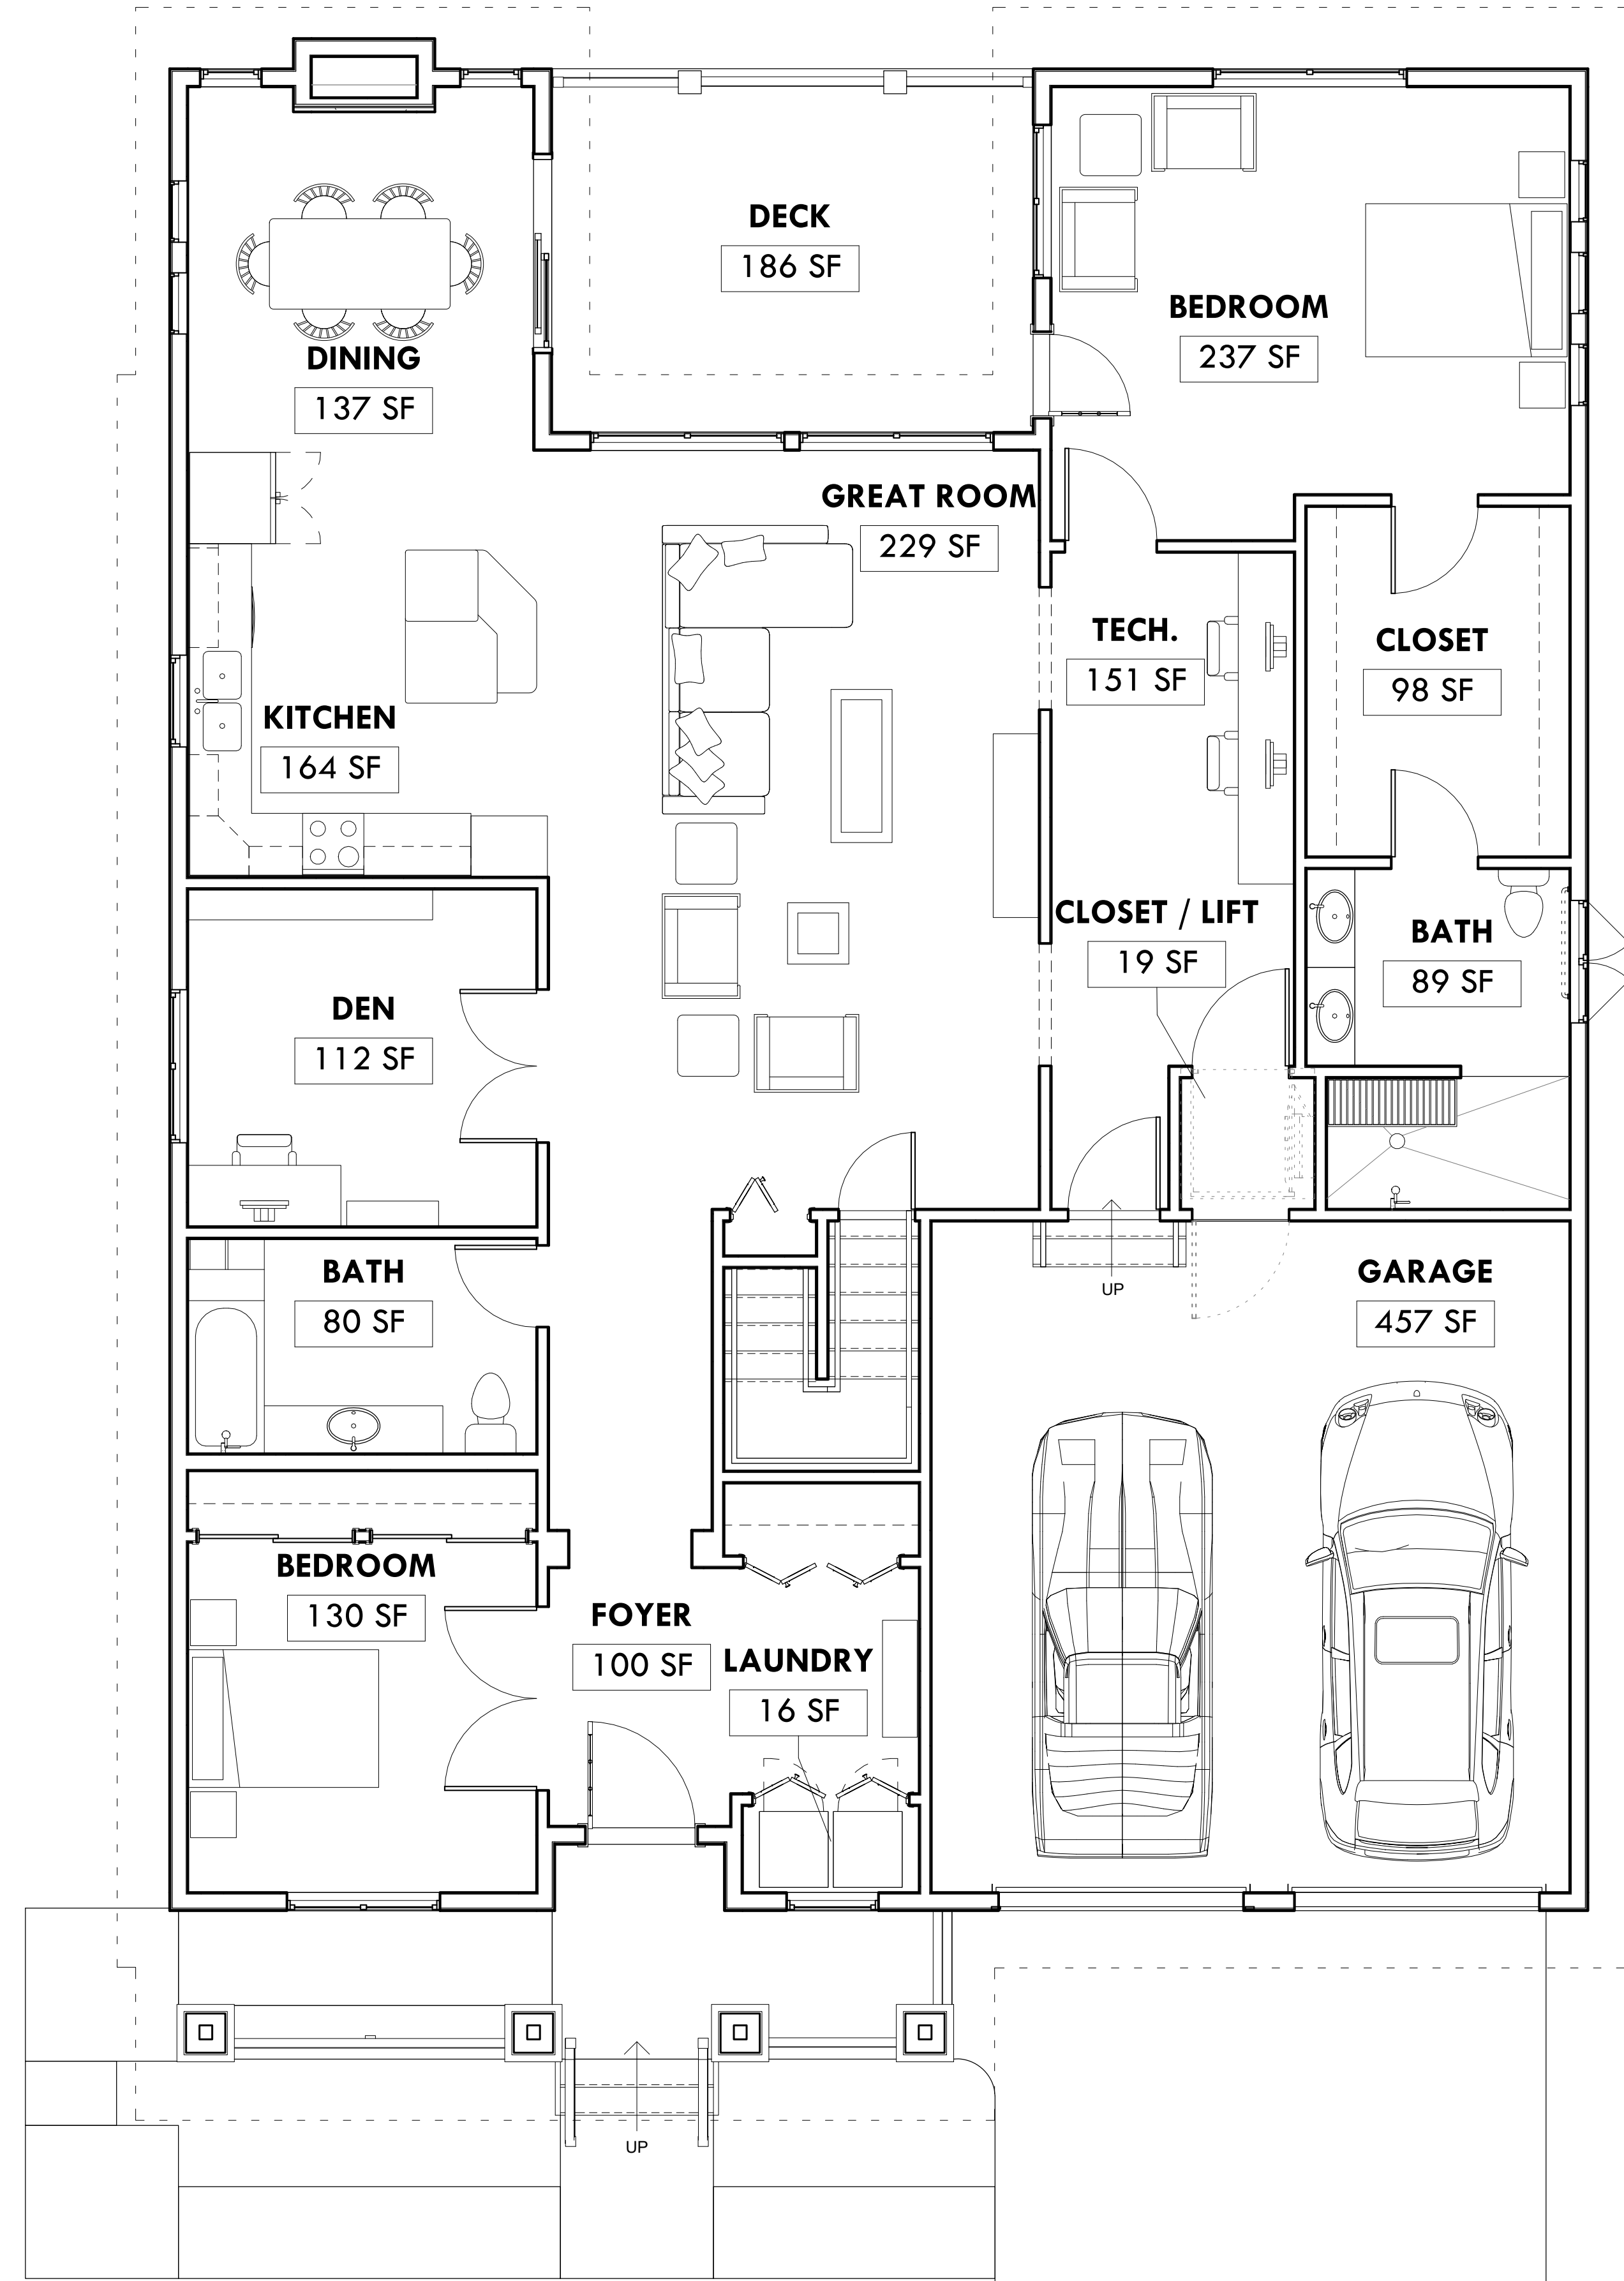 DECK
186 SF
BEDROOM
237 SF
DINING
137 SF
GREAT ROOM
229 SF
TECH.
151 SF
CLOSET
98 SF
KITCHEN
164 SF
CLOSET / LIFT
19 SF
BATH
89 SF
DEN
112 SF
BATH
80 SF
UP
GARAGE
457 SF
BEDROOM
130 SF
FOYER
100 SF
LAUNDRY
16 SF
UP